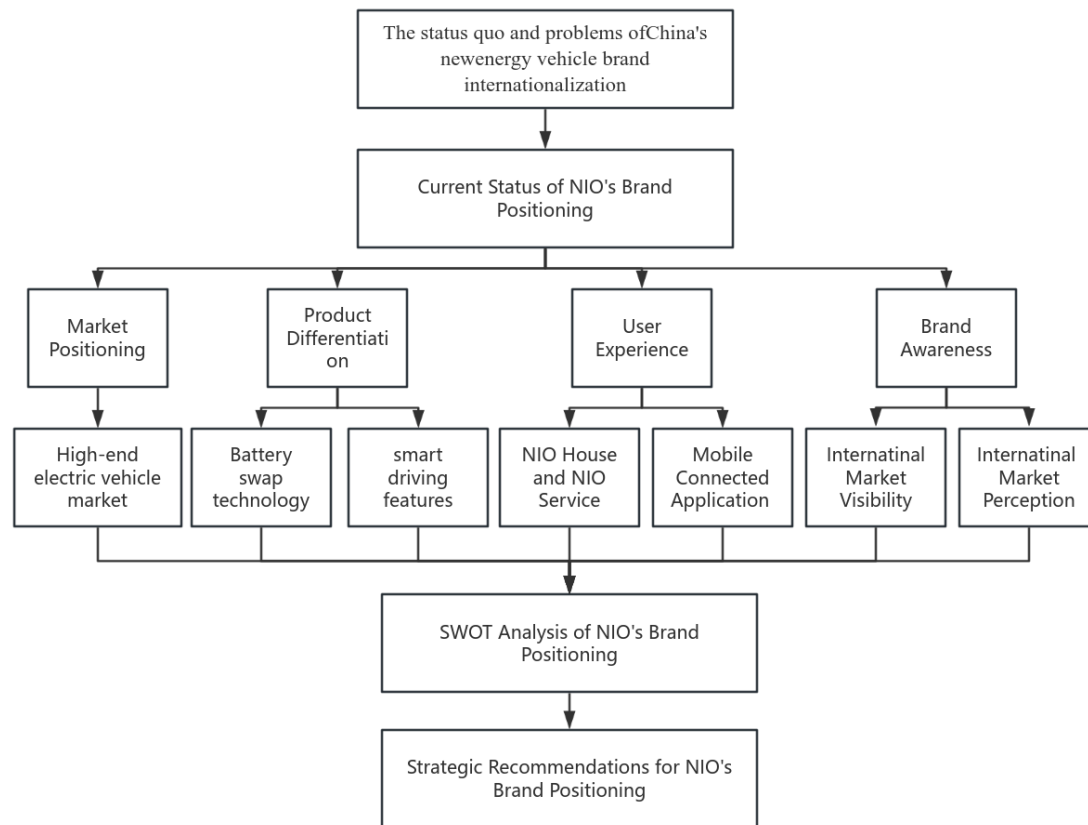 The status quo and problems ofChina's
newenergy vehicle brand
internationalization
Current Status of NIO's Brand
Positioning
Market
Positioning
Product
Differentiati
on
User
Experience
Brand
Awareness
High-end
electric vehicle
market
Battery
swap
technology
smart
driving
features
NIO House
and NIO
Service
Mobile
Connected
Application
Internatinal
Market
Visibility
Internatinal
Market
Perception
SWOT Analysis of NIO's Brand
Positioning
Strategic Recommendations for NIO's
Brand Positioning